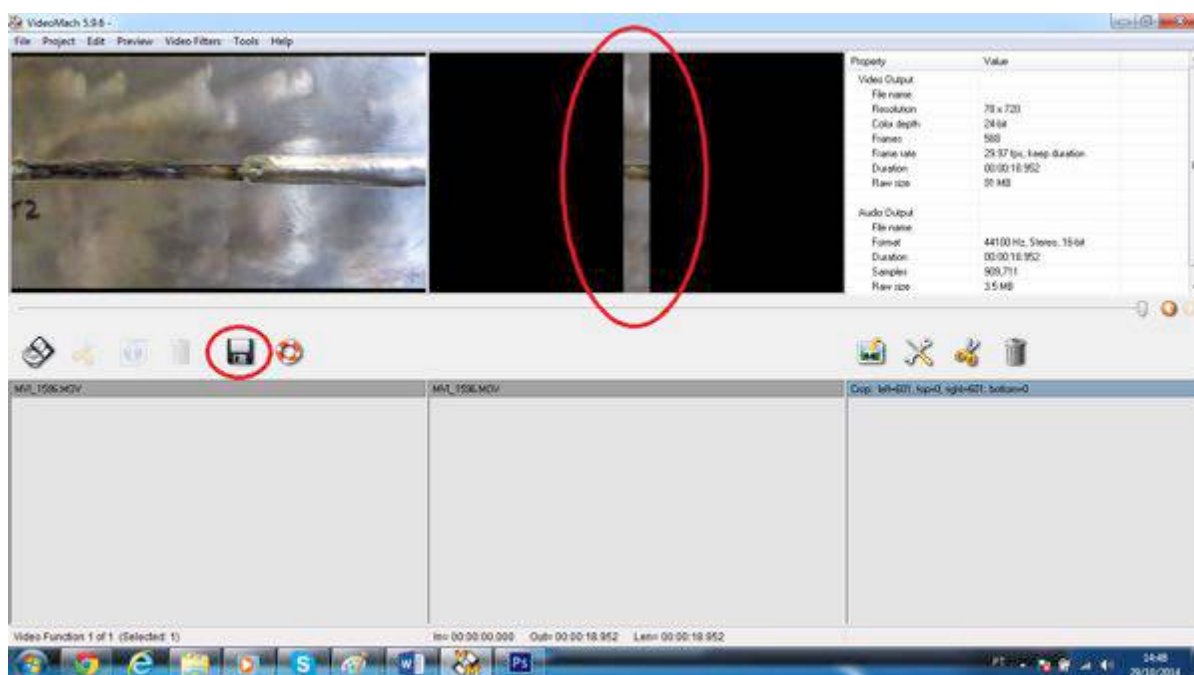 VideoMach 5.9.6 -
File Project Edit Preview Video Filters Tools Help
Property Value
Video Output
File name
Resolution 78 x 720
Color depth 24 bit
Frames 568
Frame rate 29.97 fps, keep duration
Duration 00:00:18.952
Raw size 91 MB
Audio Output
File name
Format 44100 Hz, Stereo, 16 bit
Duration 00:00:18.952
Samples 909,711
Raw size 3.5 MB
T2
MVI_1596.MOV MVI_1596.MOV Crop: left=601, top=0, right=601, bottom=0
Video Function 1 of 1 (Selected: 1) In= 00:00:00.000 Out= 00:00:18.952 Len= 00:00:18.952
S W Ps PT 14:48
29/10/2014